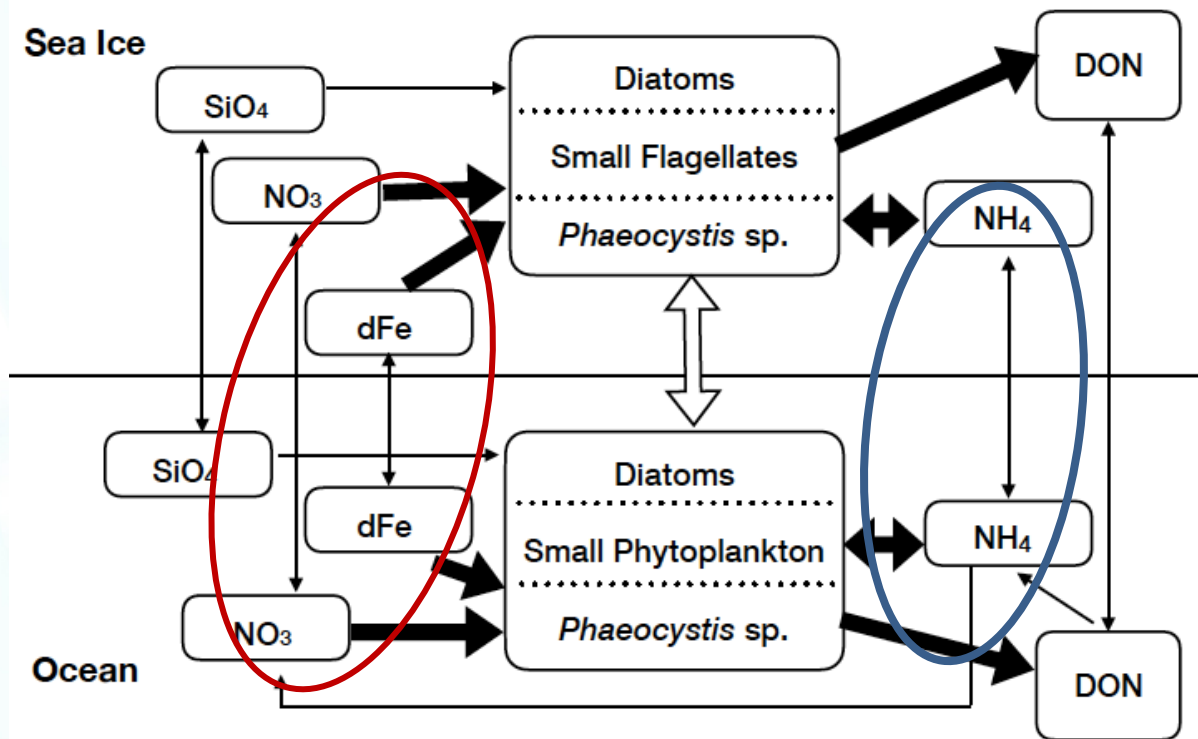 Sea Ice
SiO4
NO3
dFe
Diatoms
Small Flagellates
Phaeocystis sp.
DON
NH4
SiO4
dFe
NO3
Diatoms
Small Phytoplankton
Phaeocystis sp.
NH4
DON
Ocean